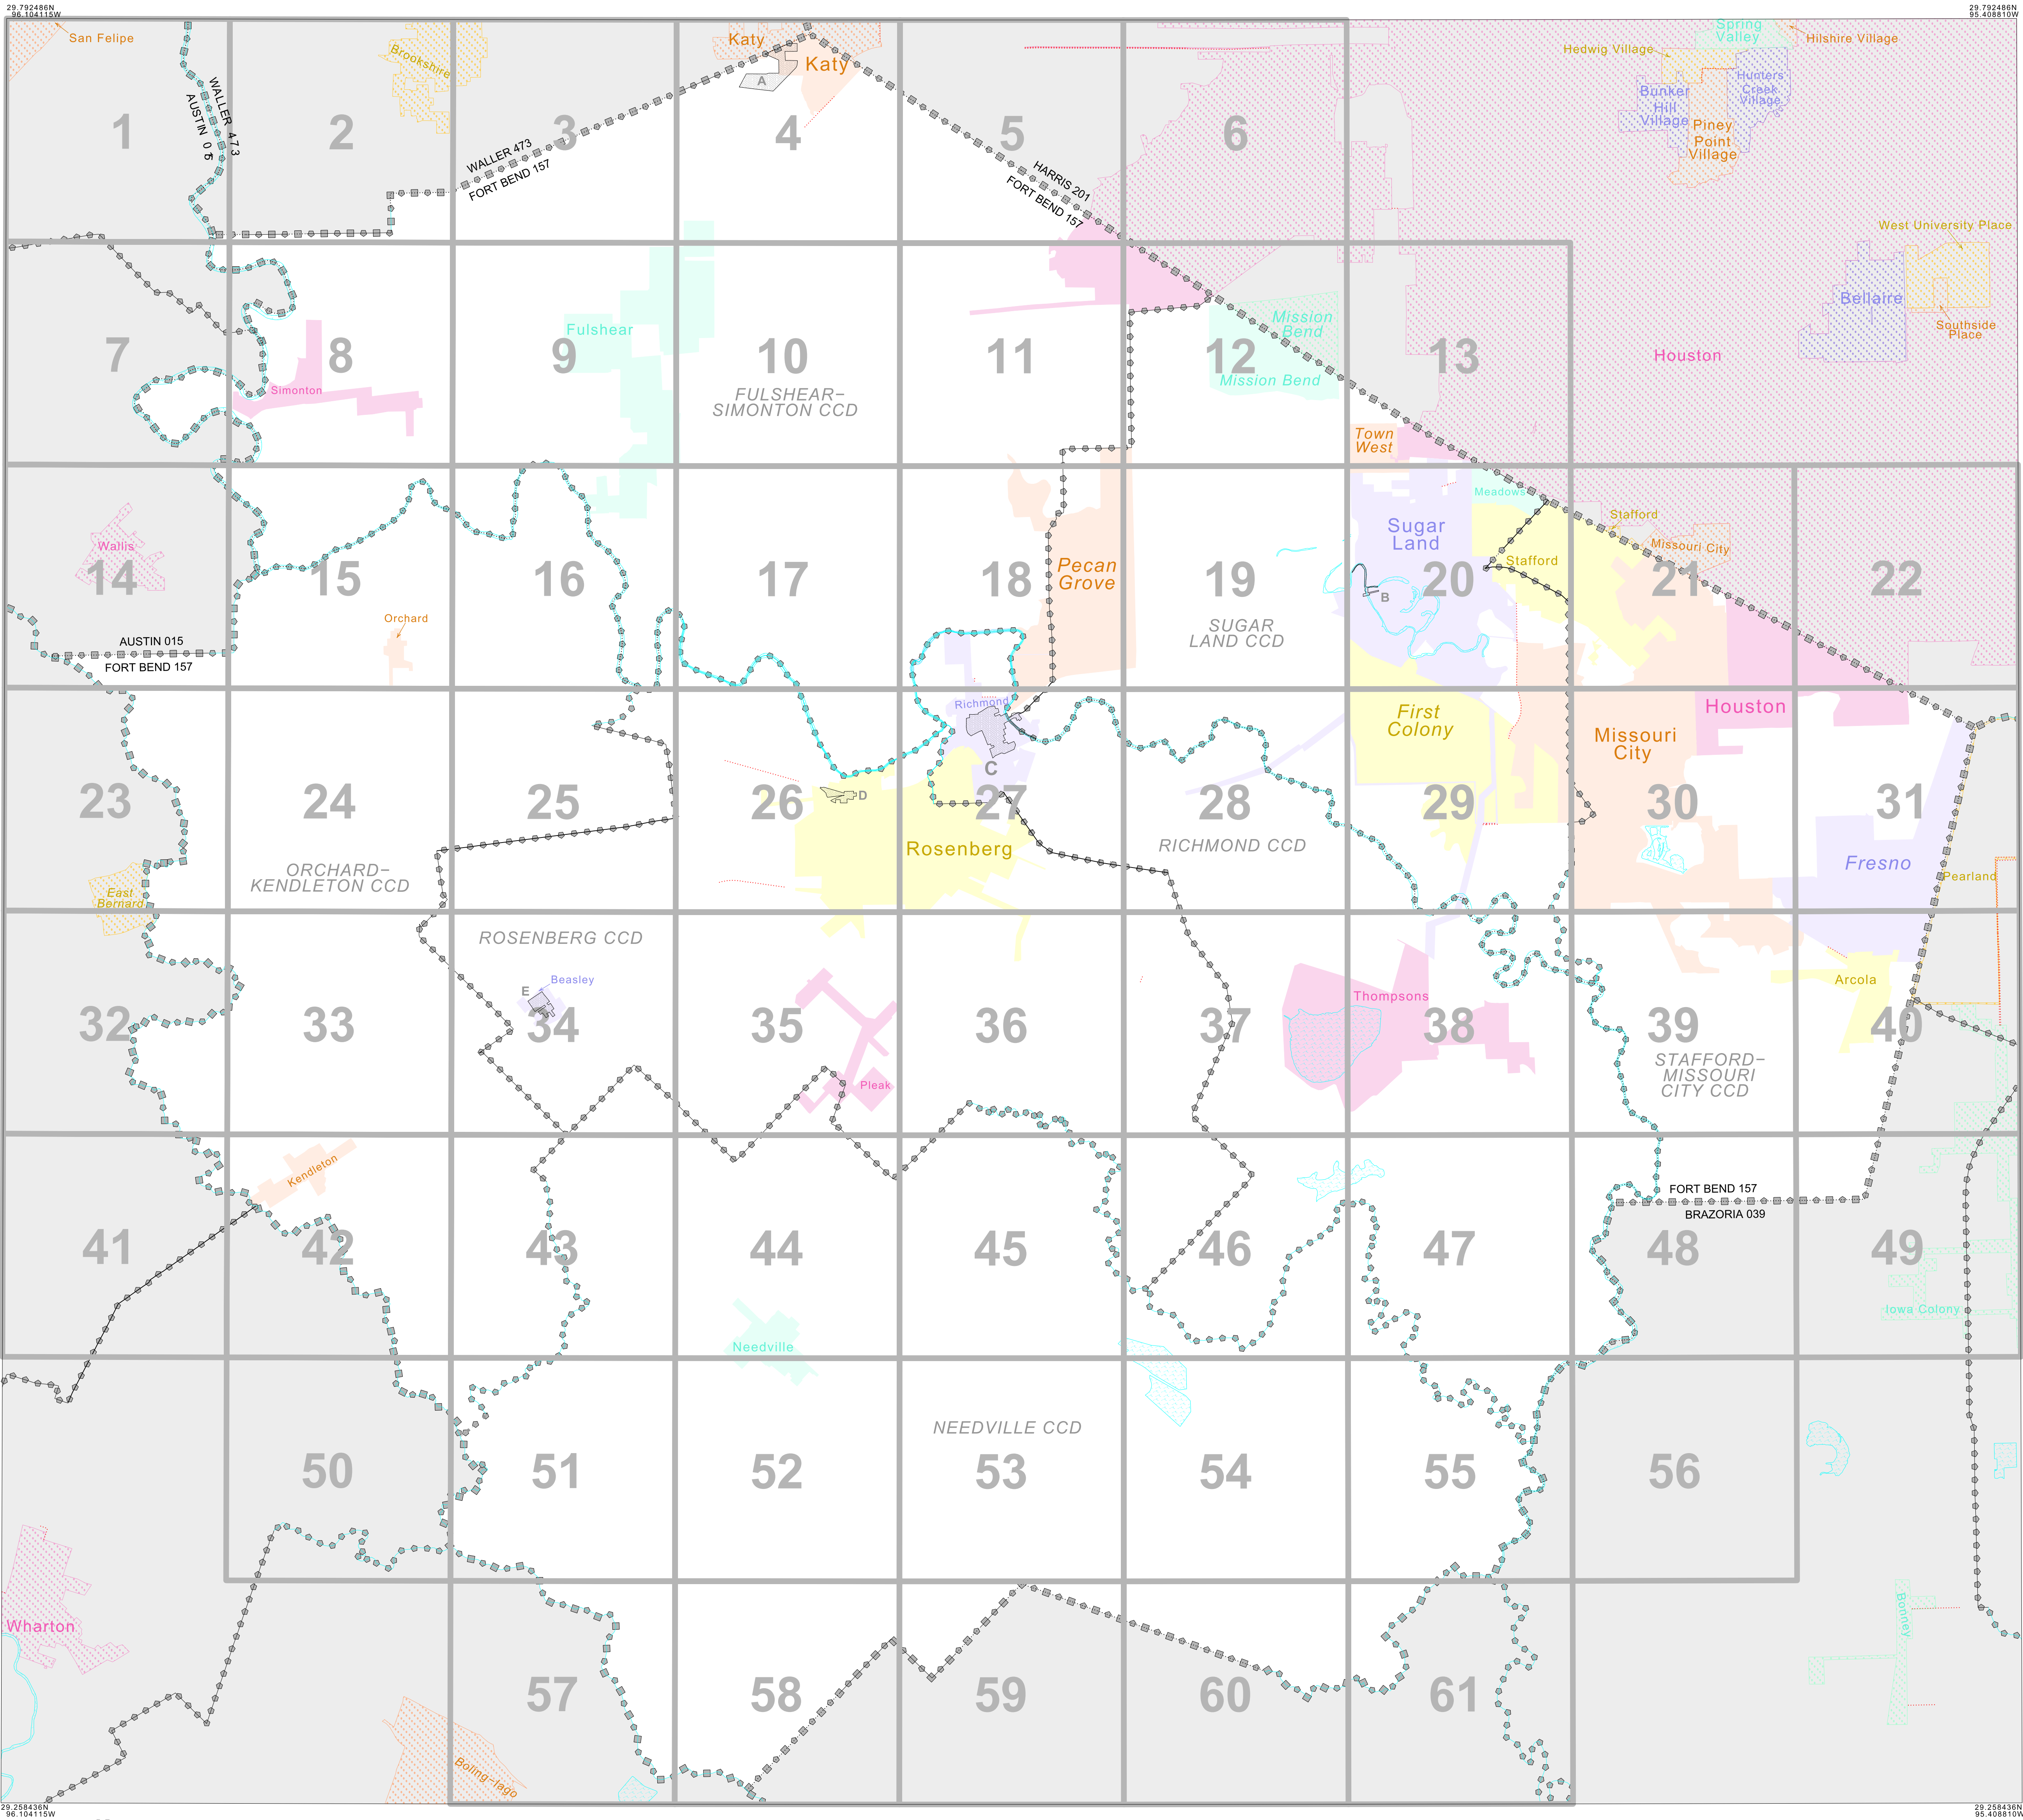 29.792486N
96.104115W
29.792486N
95.408810W
San Felipe
Brookshire
Katy
Katy
A
Spring
Valley
Hilshire Village
Hedwig Village
Hunters
Creek
Village
Bunker
Hill
Village
Piney
Point
Village
WALLER 473
AUSTIN 015
1
2
3
4
5
6
WALLER 473
FORT BEND 157
HARRIS 201
FORT BEND 157
West University Place
Bellaire
Southside
Place
Houston
Mission
Bend
Mission Bend
Fulshear
Simonton
7
8
9
10
11
12
13
FULSHEAR-
SIMONTON CCD
Town
West
Meadows
Sugar
Land
Stafford
Stafford
Missouri City
Wallis
Pecan
Grove
14
15
16
17
18
19
20
21
22
B
Orchard
SUGAR
LAND CCD
AUSTIN 015
FORT BEND 157
Richmond
C
First
Colony
Houston
Missouri
City
23
24
25
26
27
28
29
30
31
D
Rosenberg
RICHMOND CCD
Fresno
ORCHARD-
KENDLETON CCD
East
Bernard
Pearland
ROSENBERG CCD
Beasley
E
Thompsons
Arcola
32
33
34
35
36
37
38
39
40
STAFFORD-
MISSOURI
CITY CCD
Pleak
Kendleton
FORT BEND 157
BRAZORIA 039
41
42
43
44
45
46
47
48
49
Iowa Colony
Needville
NEEDVILLE CCD
50
51
52
53
54
55
56
Wharton
Bonney
57
58
59
60
61
Boling-Iago
29.258436N
96.104115W
29.258436N
95.408810W